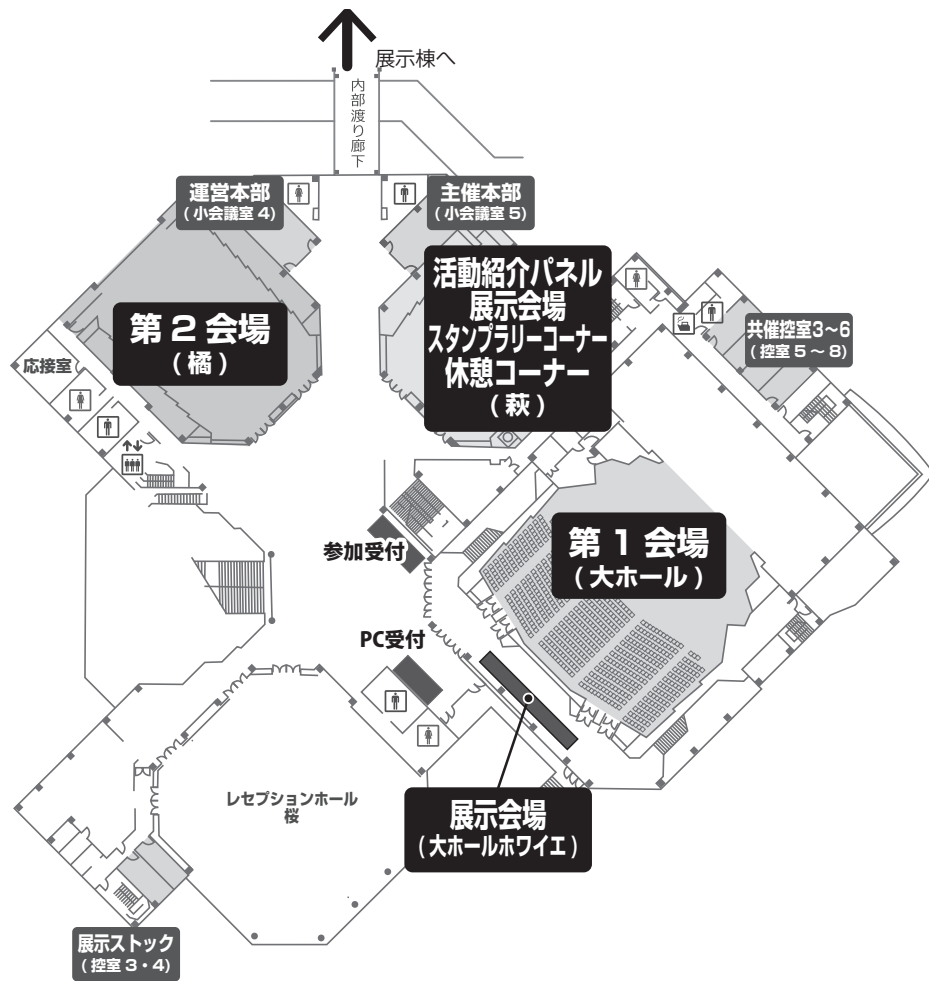 展示棟へ
内部渡り廊下
運営本部
( 小会議室 4)
主催本部
( 小会議室 5)
活動紹介パネル
展示会場
スタンプラリーコーナー
休憩コーナー
( 萩 )
第 2 会場
( 橘 )
共催控室3〜6
( 控室 5 〜 8)
応接室
第 1 会場
( 大ホール )
参加受付
PC受付
レセプションホール
桜
展示会場
(大ホールホワイエ)
展示ストック
( 控室 3・4)